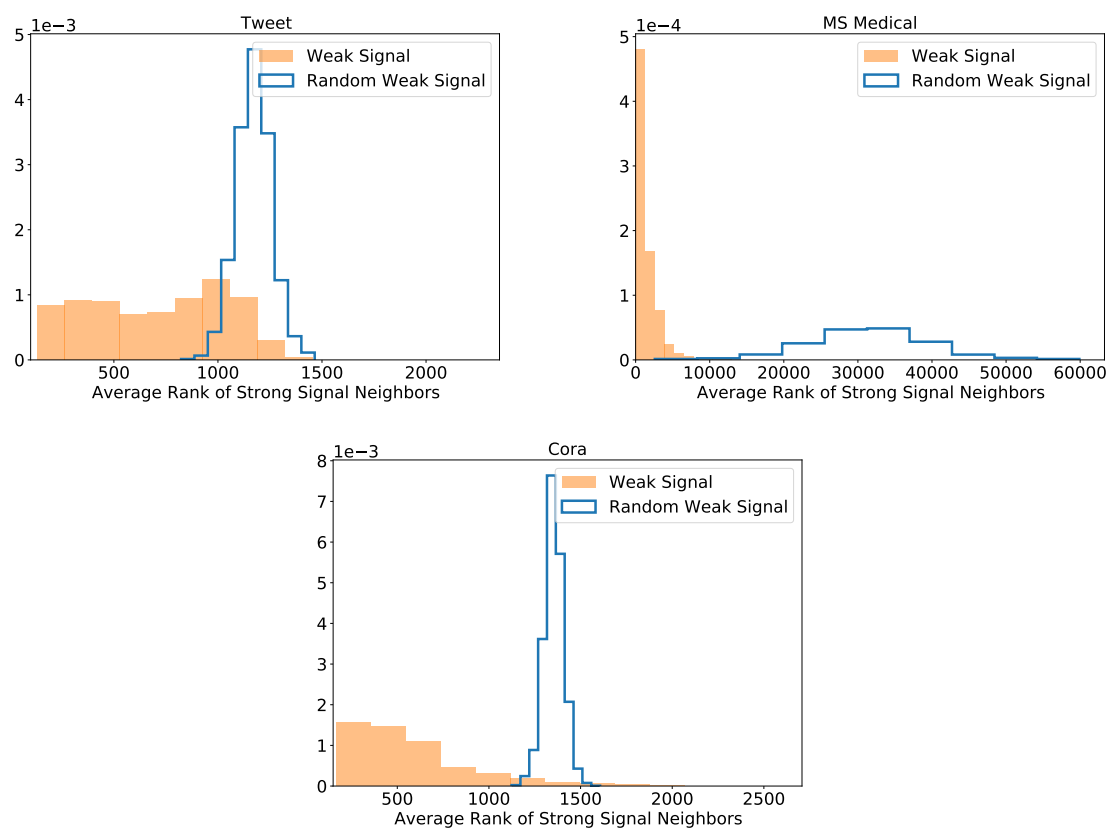 Tweet
1e−3
5
4
3
2
1
0
500
1000
1500
2000
Average Rank of Strong Signal Neighbors
Weak Signal
Random Weak Signal
MS Medical
1e−4
5
4
3
2
1
0
0
10000
20000
30000
40000
50000
60000
Average Rank of Strong Signal Neighbors
Weak Signal
Random Weak Signal
Cora
1e−3
8
7
6
5
4
3
2
1
0
500
1000
1500
2000
2500
Average Rank of Strong Signal Neighbors
Weak Signal
Random Weak Signal